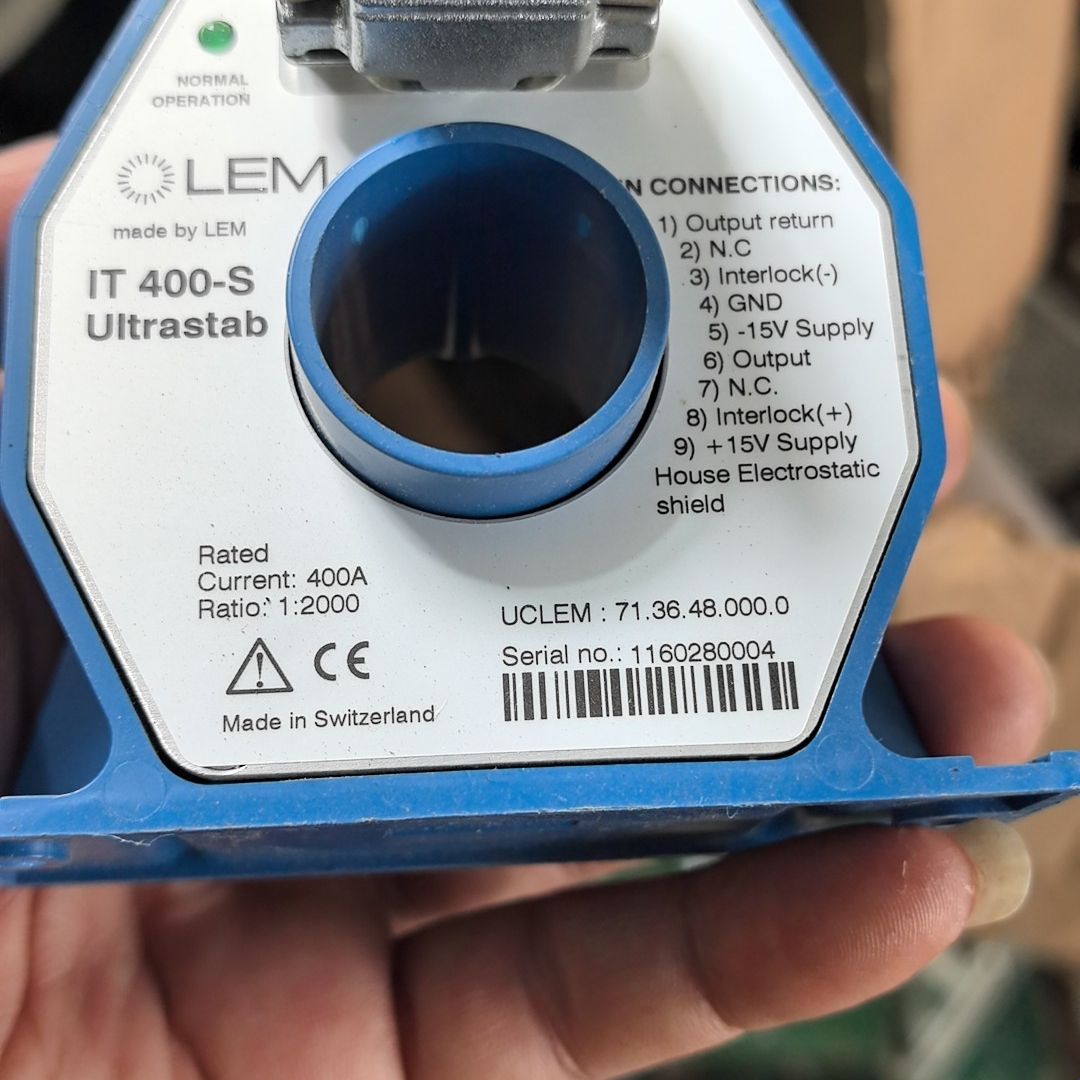 NORMAL
OPERATION
LEM
made by LEM
IT 400-S
Ultrastab
CONNECTIONS:
1) Output return
2) N.C
3) Interlock(-)
4) GND
5) -15V Supply
6) Output
7) N.C.
8) Interlock(+)
9) +15V Supply
House Electrostatic
shield
Rated
Current: 400A
Ratio: 1:2000
CE
Made in Switzerland
UCLEM : 71.36.48.000.0
Serial no.: 1160280004